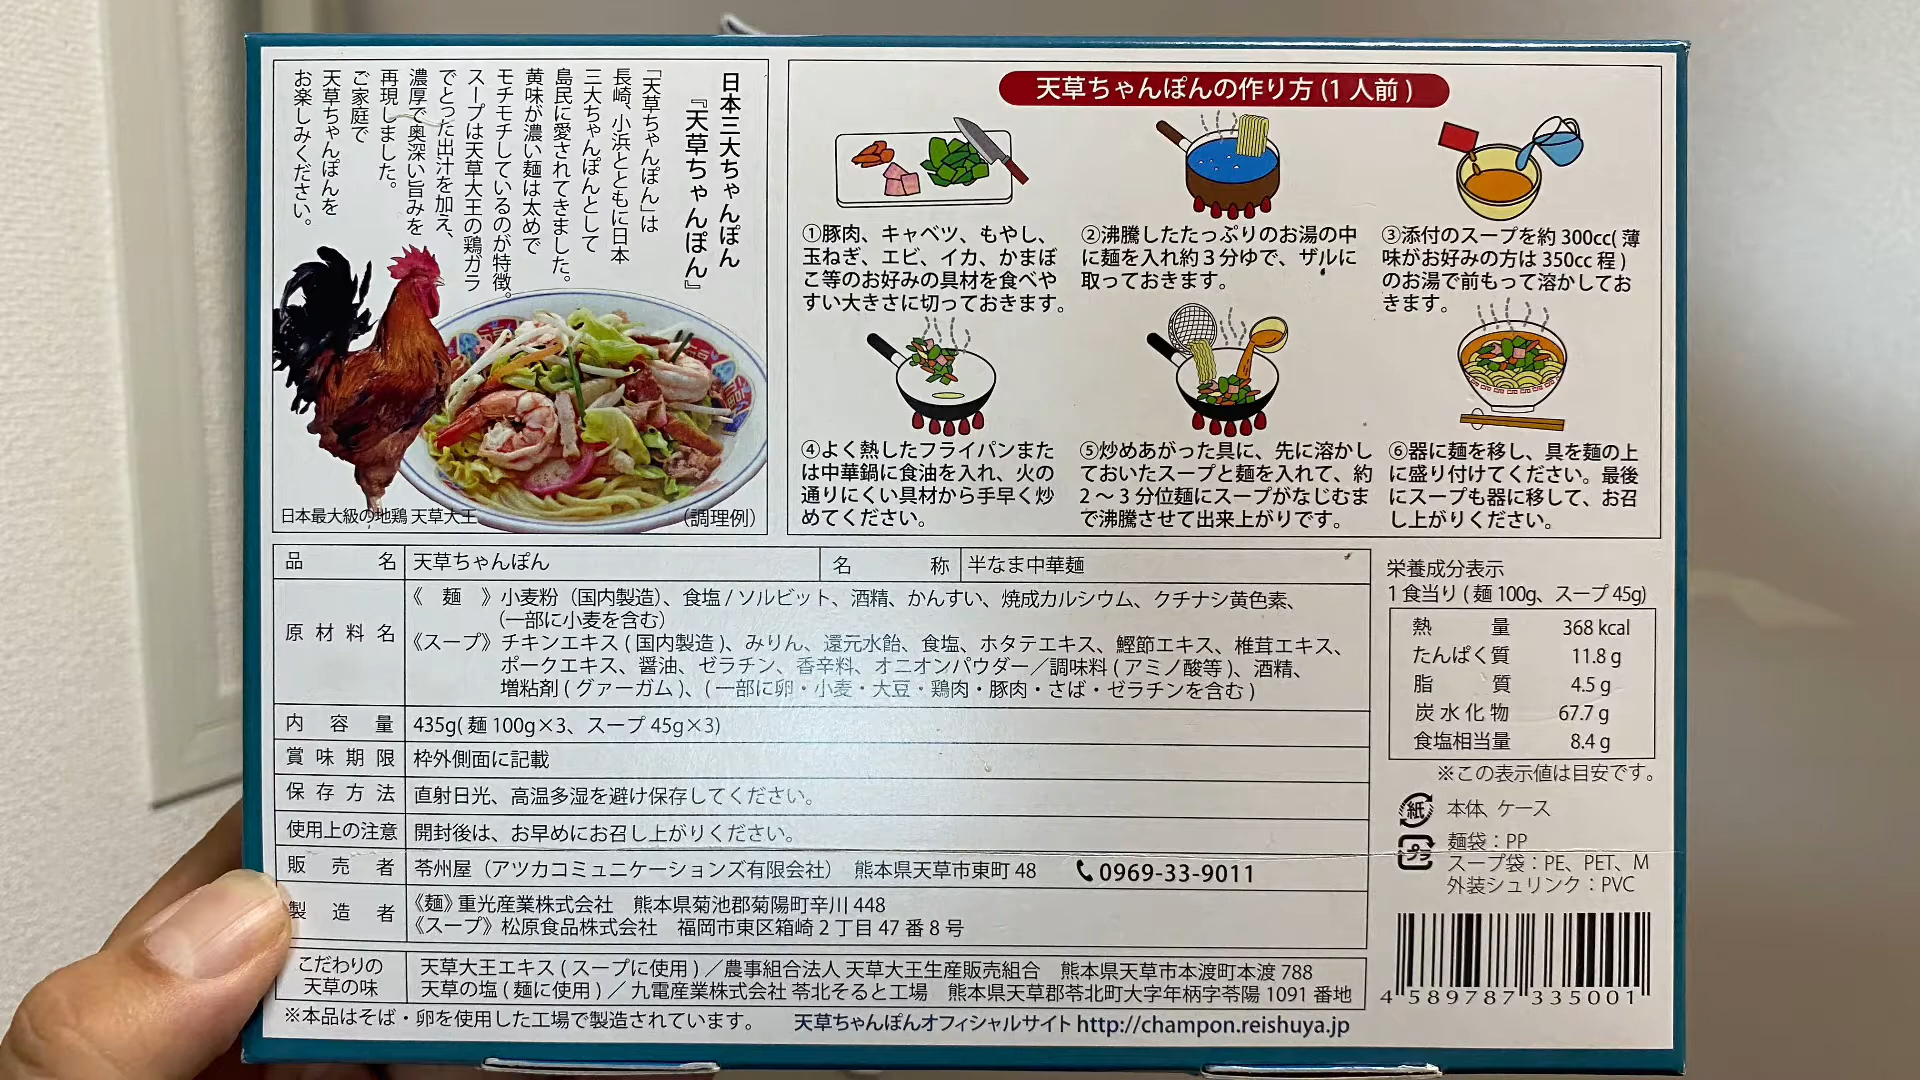 日本三大ちゃんぽん
『天草ちゃんぽん』
「天草ちゃんぽん」は
長崎、小浜とともに日本
三大ちゃんぽんとして
島民に愛されてきました。
黄味が濃い麺は太めで
モチモチしているのが特徴。
スープは天草大王の鶏ガラ
でとった出汁を加え、
濃厚で奥深い旨みを
再現しました。
ご家庭で
天草ちゃんぽんを
お楽しみください。
日本最大級の地鶏 天草大王
（調理例）
天草ちゃんぽんの作り方 (1 人前 )
①豚肉、キャベツ、もやし、
玉ねぎ、エビ、イカ、かまぼ
こ等のお好みの具材を食べや
すい大きさに切っておきます。
②沸騰したたっぷりのお湯の中
に麺を入れ約３分ゆで、ザルに
取っておきます。
③添付のスープを約 300cc( 薄
味がお好みの方は 350cc 程 )
のお湯で前もって溶かしてお
きます。
④よく熱したフライパンまた
は中華鍋に食油を入れ、火の
通りにくい具材から手早く炒
めてください。
⑤炒めあがった具に、先に溶かし
ておいたスープと麺を入れて、約
2 〜 3 分位麺にスープがなじむま
で沸騰させて出来上がりです。
⑥器に麺を移し、具を麺の上
に盛り付けてください。最後
にスープも器に移して、お召
し上がりください。
品名 天草ちゃんぽん 名称 半なま中華麺
原材料名 《 麺 》小麦粉（国内製造）、食塩 / ソルビット、酒精、かんすい、焼成カルシウム、クチナシ黄色素、
（一部に小麦を含む）
《スープ》チキンエキス ( 国内製造 )、みりん、還元水飴、食塩、ホタテエキス、鰹節エキス、椎茸エキス、
ポークエキス、醤油、ゼラチン、香辛料、オニオンパウダー／調味料 ( アミノ酸等 )、酒精、
増粘剤 ( グァーガム )、( 一部に卵・小麦・大豆・鶏肉・豚肉・さば・ゼラチンを含む )
内容量 435g( 麺 100g×3、スープ 45g×3)
賞味期限 枠外側面に記載
保存方法 直射日光、高温多湿を避け保存してください。
使用上の注意 開封後は、お早めにお召し上がりください。
販売者 苓州屋（アツカコミュニケーションズ有限会社） 熊本県天草市東町 48 0969-33-9011
製造者 《麺》重光産業株式会社 熊本県菊池郡菊陽町辛川 448
《スープ》松原食品株式会社 福岡市東区箱崎 2 丁目 47 番 8 号
こだわりの
天草の味
天草大王エキス ( スープに使用 ) ／農事組合法人 天草大王生産販売組合 熊本県天草市本渡町本渡 788
天草の塩 ( 麺に使用 ) ／ 九電産業株式会社 苓北そると工場 熊本県天草郡苓北町大字年柄字苓陽 1091 番地
※本品はそば・卵を使用した工場で製造されています。 天草ちゃんぽんオフィシャルサイト http://champon.reishuya.jp
栄養成分表示
1 食当り ( 麺 100g、スープ 45g)
熱量 368 kcal
たんぱく質 11.8 g
脂質 4.5 g
炭水化物 67.7 g
食塩相当量 8.4 g
※この表示値は目安です。
紙 本体、ケース
プラ 麺袋：PP
スープ袋：PE、PET、M
外装シュリンク：PVC
4 589787 335001